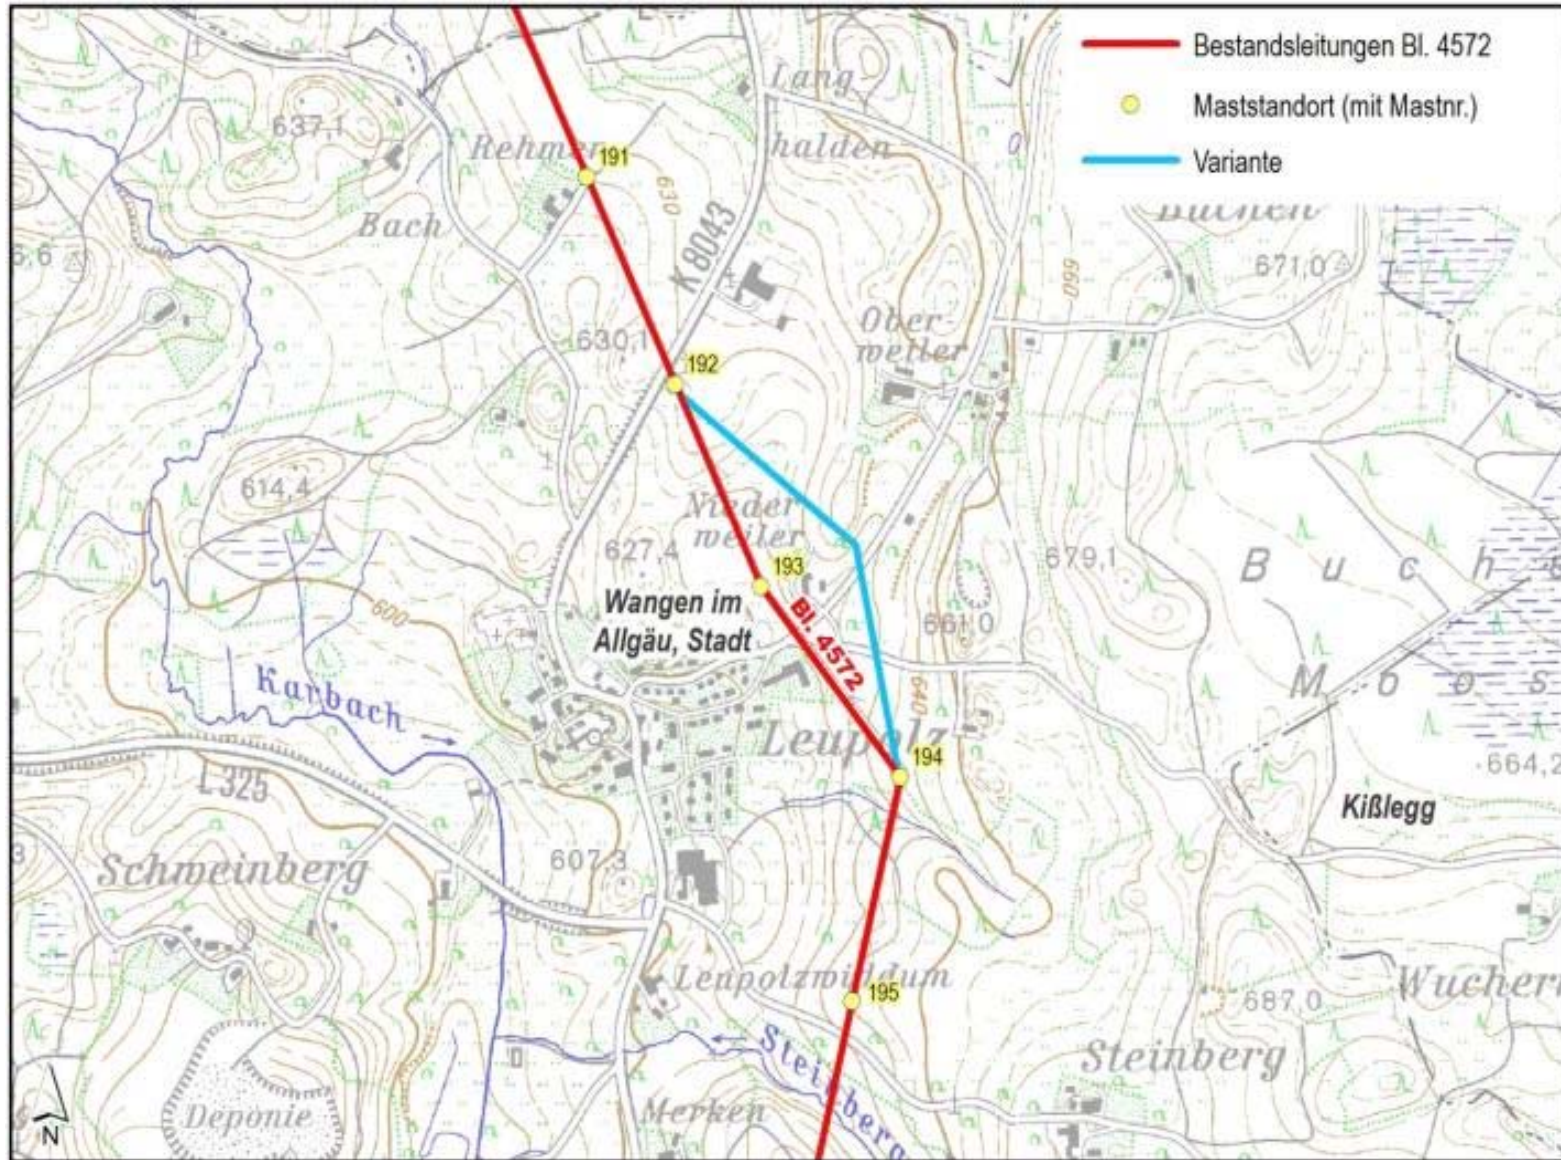 Bestandsleitungen Bl. 4572
Maststandort (mit Mastnr.)
Variante
Lang
halden
637,1
Rehmen
191
630
Bach
K 8043
Buchen
671,0
660
630,1
192
Ober-
weiler
614,4
Nieder
weiler
627,4
193
679,1
Wangen im
Allgäu, Stadt
Bl. 4572
661,0
600
640
Karbach
Leupolz
194
664,2
L 325
Kißlegg
Schweinberg
607,3
Leupolzwiddum
195
687,0
Steinberg
Steinberg
Deponie
Merken
N